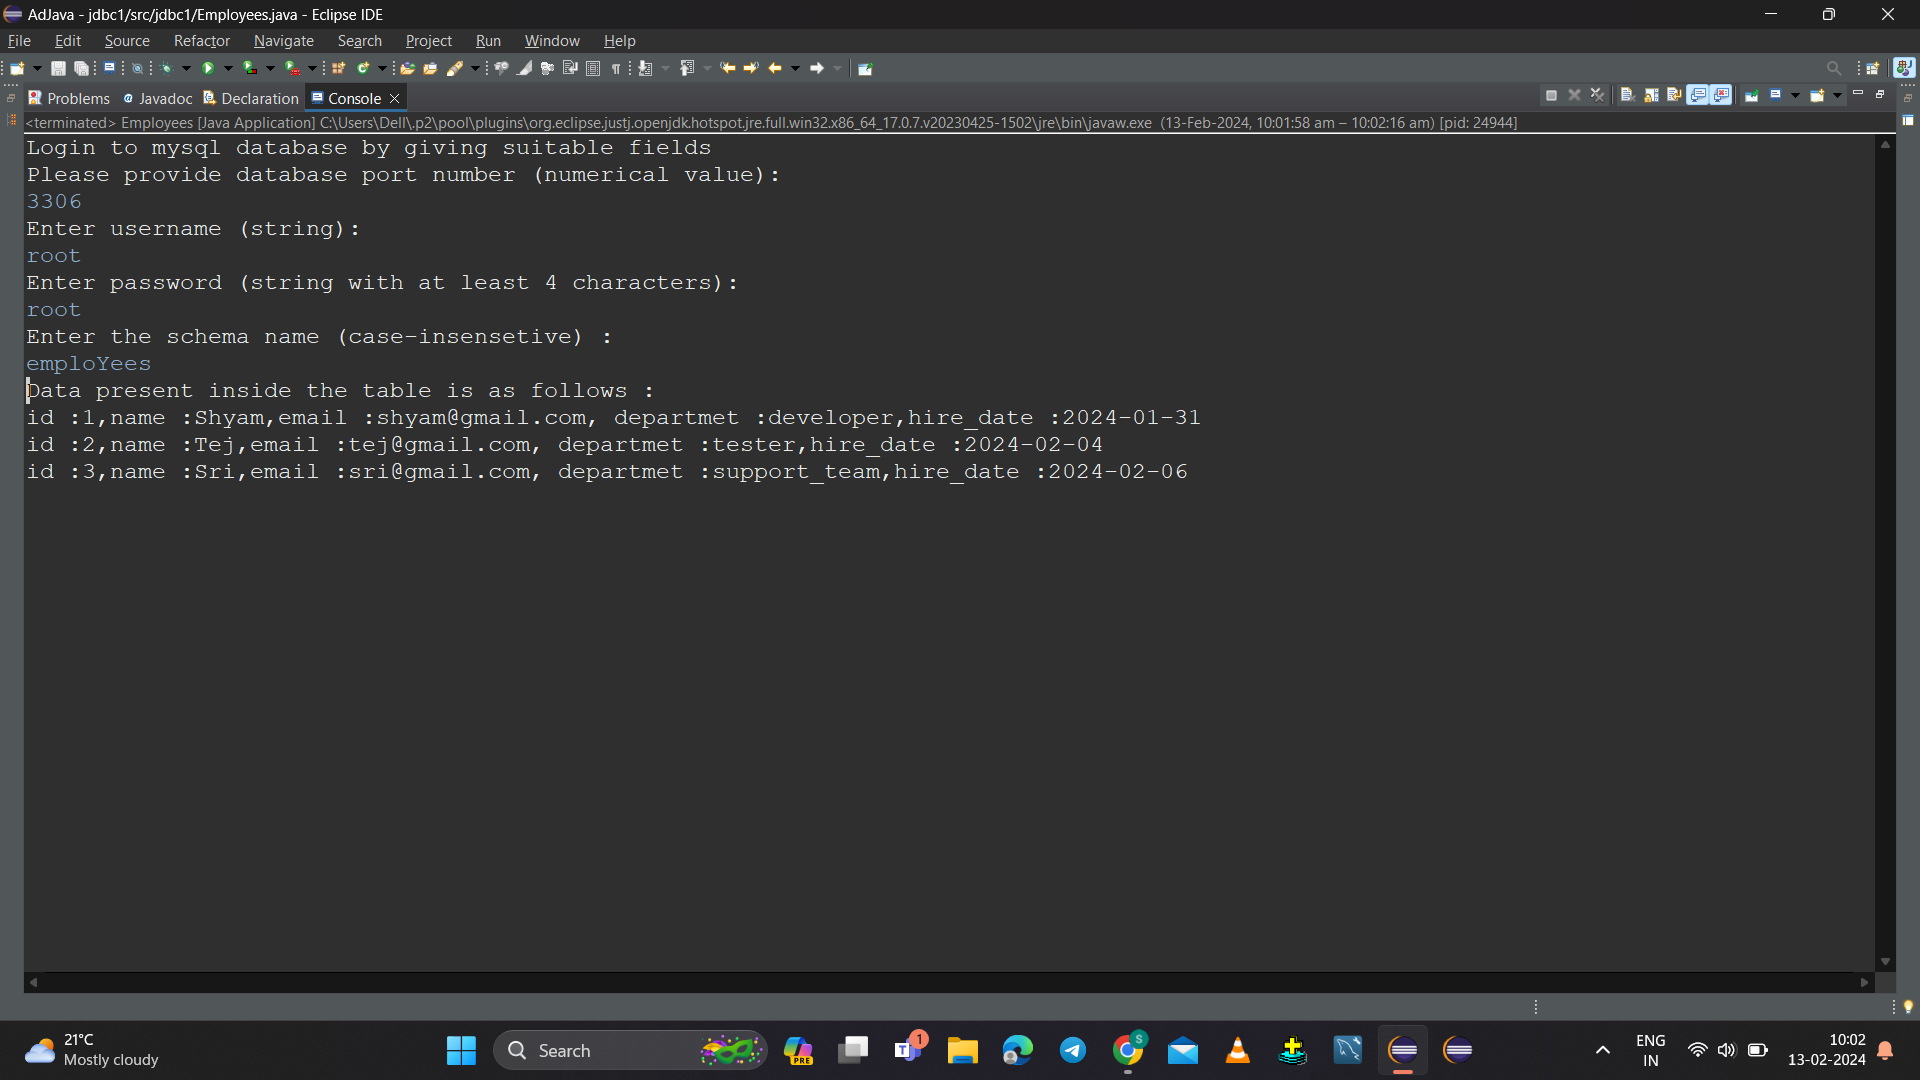 AdJava - jdbc1/src/jdbc1/Employees.java - Eclipse IDE
File Edit Source Refactor Navigate Search Project Run Window Help
Problems Javadoc Declaration Console
<terminated> Employees [Java Application] C:\Users\Dell\.p2\pool\plugins\org.eclipse.justj.openjdk.hotspot.jre.full.win32.x86_64_17.0.7.v20230425-1502\jre\bin\javaw.exe (13-Feb-2024, 10:01:58 am – 10:02:16 am) [pid: 24944]
Login to mysql database by giving suitable fields
Please provide database port number (numerical value):
3306
Enter username (string):
root
Enter password (string with at least 4 characters):
root
Enter the schema name (case-insensetive) :
emploYees
Data present inside the table is as follows :
id :1,name :Shyam,email :shyam@gmail.com, departmet :developer,hire_date :2024-01-31
id :2,name :Tej,email :tej@gmail.com, departmet :tester,hire_date :2024-02-04
id :3,name :Sri,email :sri@gmail.com, departmet :support_team,hire_date :2024-02-06
21°C
Mostly cloudy
Search
PRE
1
S
ENG
IN
10:02
13-02-2024